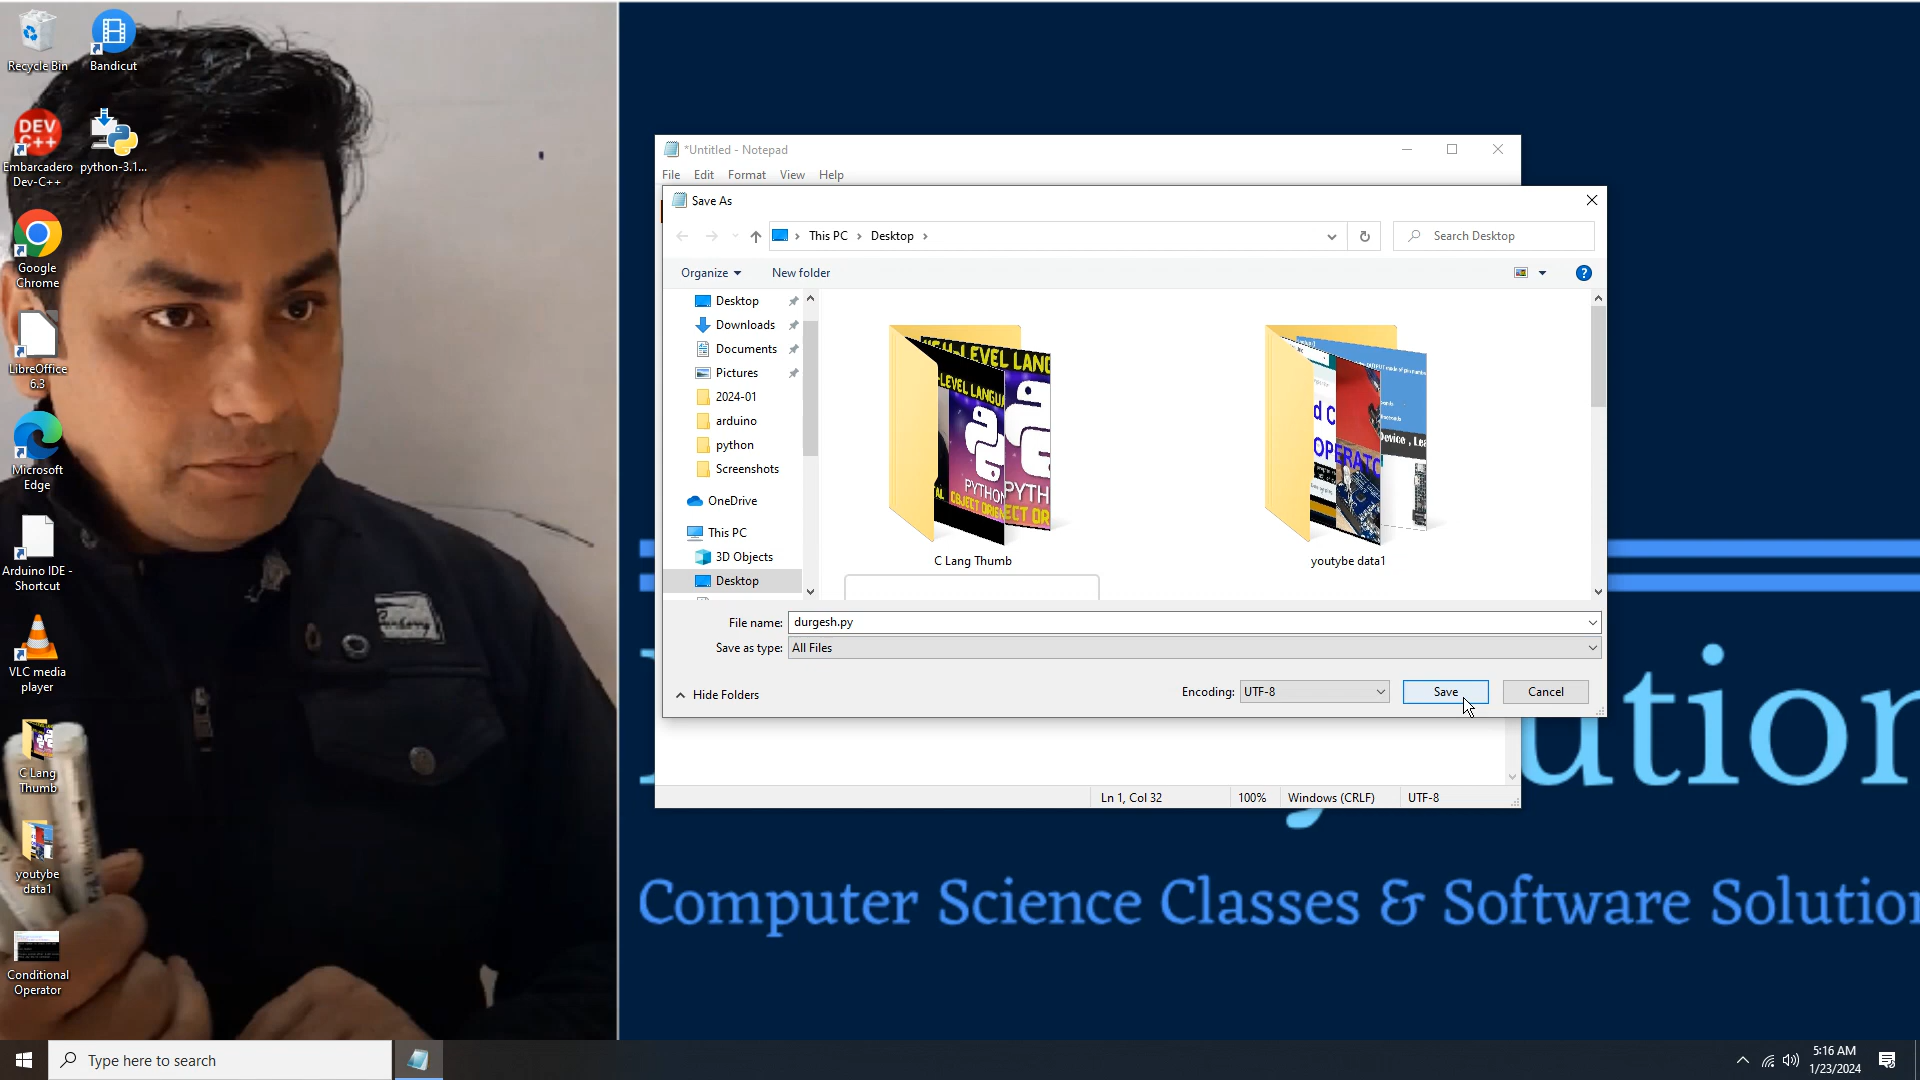 Recycle Bin
Bandicut
Embarcadero
Dev-C++
python-3.1...
Google
Chrome
LibreOffice
6.3
Microsoft
Edge
Arduino IDE -
Shortcut
VLC media
player
C Lang
Thumb
youtybe
data1
Conditional
Operator
*Untitled - Notepad
File Edit Format View Help
Save As
This PC
Desktop
Search Desktop
Organize
New folder
?
Desktop
Downloads
Documents
Pictures
2024-01
arduino
python
Screenshots
OneDrive
This PC
3D Objects
Desktop
C Lang Thumb
youtybe data1
File name: durgesh.py
Save as type: All Files
Hide Folders
Encoding: UTF-8
Save
Cancel
Ln 1, Col 32
100%
Windows (CRLF)
UTF-8
Computer Science Classes & Software Solution
Type here to search
5:16 AM
1/23/2024